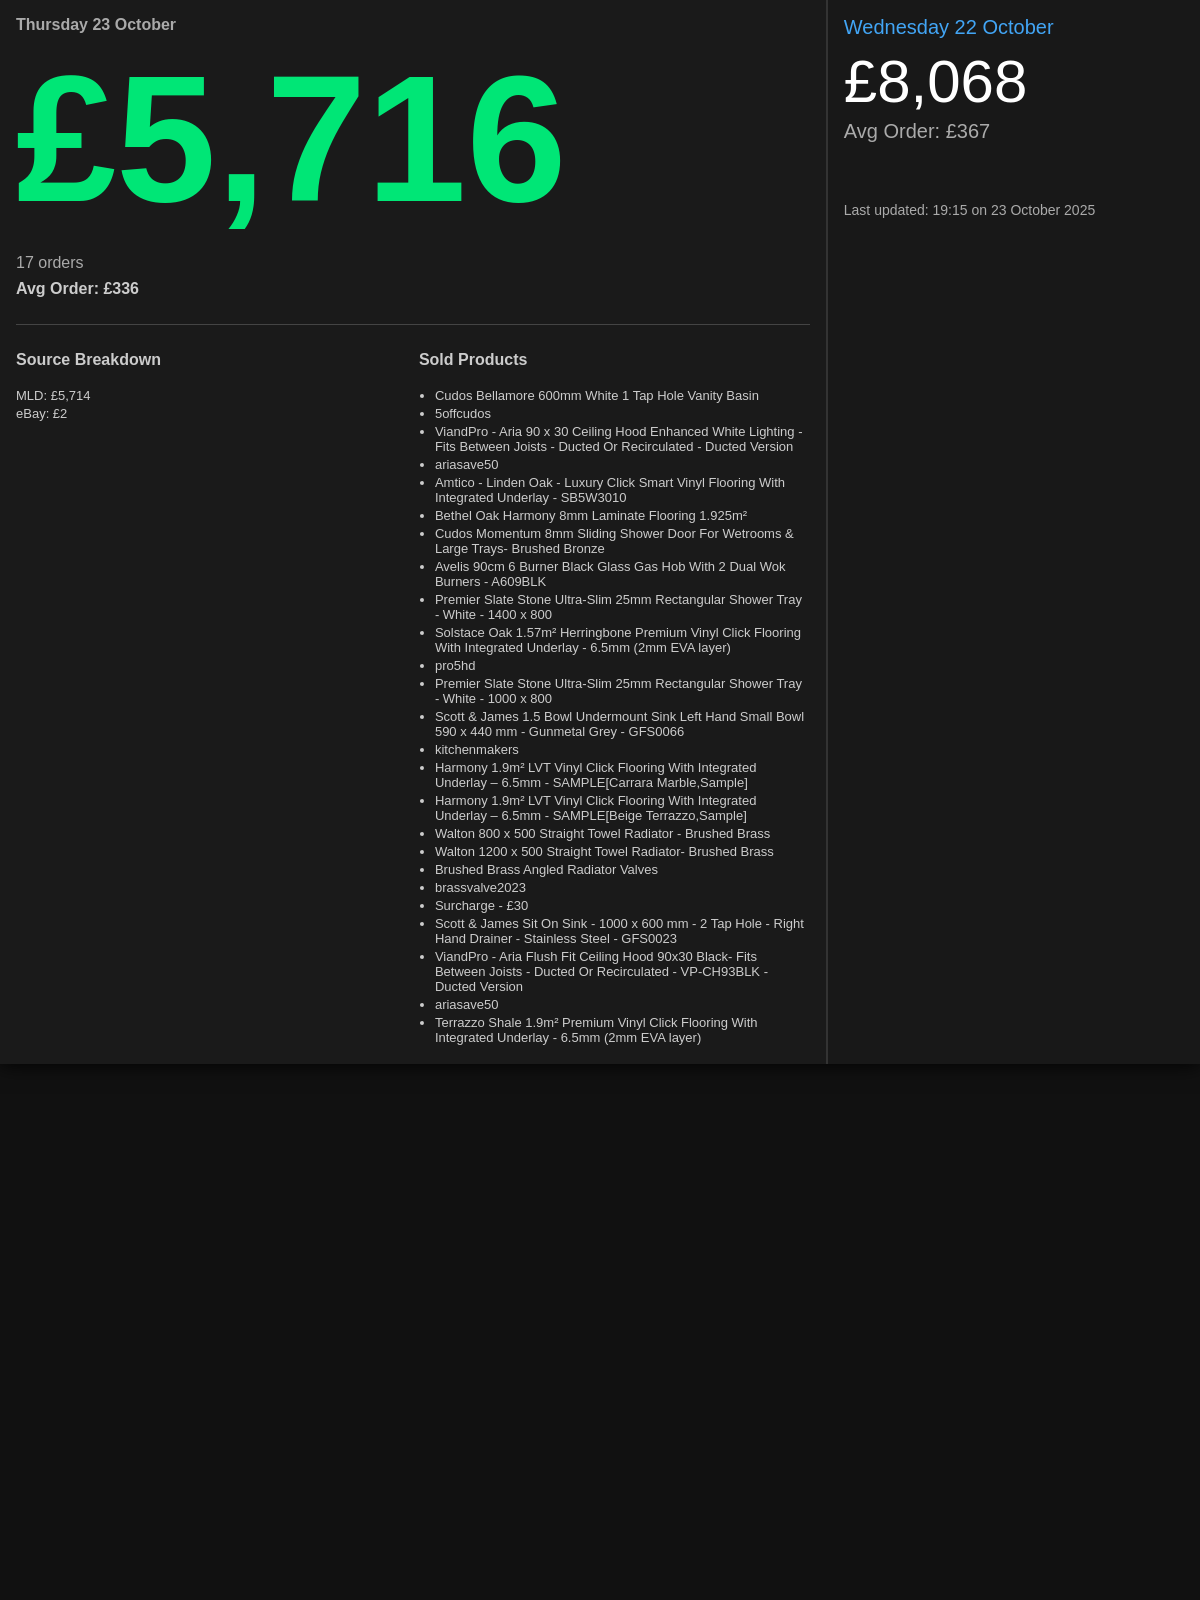 Thursday 23 October
£5,716
17 orders
Avg Order: £336
Source Breakdown
MLD: £5,714
eBay: £2
Sold Products
• Cudos Bellamore 600mm White 1 Tap Hole Vanity Basin
• 5offcudos
• ViandPro - Aria 90 x 30 Ceiling Hood Enhanced White Lighting -
Fits Between Joists - Ducted Or Recirculated - Ducted Version
• ariasave50
• Amtico - Linden Oak - Luxury Click Smart Vinyl Flooring With
Integrated Underlay - SB5W3010
• Bethel Oak Harmony 8mm Laminate Flooring 1.925m²
• Cudos Momentum 8mm Sliding Shower Door For Wetrooms &
Large Trays- Brushed Bronze
• Avelis 90cm 6 Burner Black Glass Gas Hob With 2 Dual Wok
Burners - A609BLK
• Premier Slate Stone Ultra-Slim 25mm Rectangular Shower Tray
- White - 1400 x 800
• Solstace Oak 1.57m² Herringbone Premium Vinyl Click Flooring
With Integrated Underlay - 6.5mm (2mm EVA layer)
• pro5hd
• Premier Slate Stone Ultra-Slim 25mm Rectangular Shower Tray
- White - 1000 x 800
• Scott & James 1.5 Bowl Undermount Sink Left Hand Small Bowl
590 x 440 mm - Gunmetal Grey - GFS0066
• kitchenmakers
• Harmony 1.9m² LVT Vinyl Click Flooring With Integrated
Underlay – 6.5mm - SAMPLE[Carrara Marble,Sample]
• Harmony 1.9m² LVT Vinyl Click Flooring With Integrated
Underlay – 6.5mm - SAMPLE[Beige Terrazzo,Sample]
• Walton 800 x 500 Straight Towel Radiator - Brushed Brass
• Walton 1200 x 500 Straight Towel Radiator- Brushed Brass
• Brushed Brass Angled Radiator Valves
• brassvalve2023
• Surcharge - £30
• Scott & James Sit On Sink - 1000 x 600 mm - 2 Tap Hole - Right
Hand Drainer - Stainless Steel - GFS0023
• ViandPro - Aria Flush Fit Ceiling Hood 90x30 Black- Fits
Between Joists - Ducted Or Recirculated - VP-CH93BLK -
Ducted Version
• ariasave50
• Terrazzo Shale 1.9m² Premium Vinyl Click Flooring With
Integrated Underlay - 6.5mm (2mm EVA layer)
Wednesday 22 October
£8,068
Avg Order: £367
Last updated: 19:15 on 23 October 2025